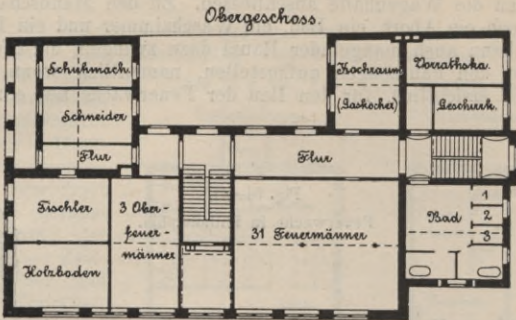 Obergeschoss.
Schuhmach.
Schneider
Flur
Kochraum
(Gaskocher)
Vorrathska.
Geschirrk.
Flur
Tischler
Holzboden
3 Ober-
feuer-
männer
31 Feuermänner
Bad
1
2
3